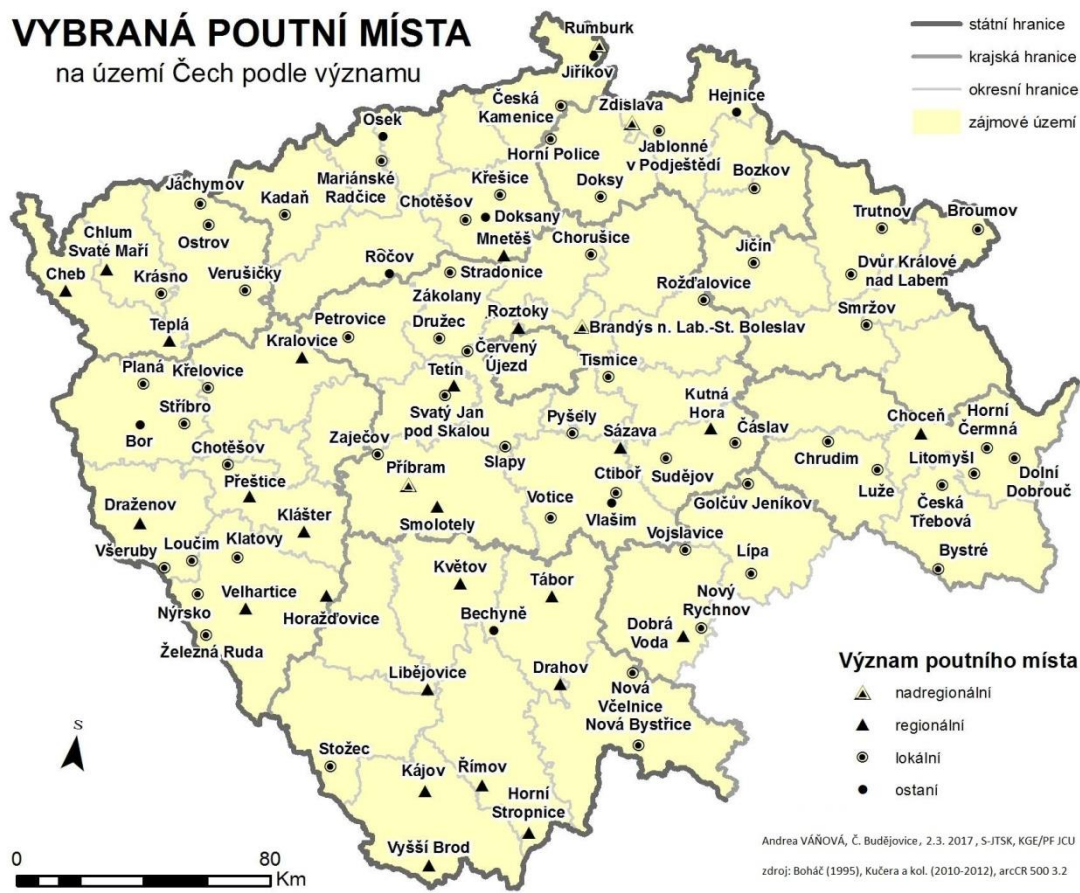 VYBRANÁ POUTNÍ MÍSTA
na území Čech podle významu
státní hranice
krajská hranice
okresní hranice
zájmové území
Rumburk
Jiříkov
Česká
Kamenice
Zdislava
Hejnice
Osek
Horní Police
Jablonné
v Podještědí
Mariánské
Radčice
Křešice
Doksy
Bozkov
Jáchymov
Kadaň
Chotěšov
Doksany
Trutnov
Broumov
Chlum
Svaté Maří
Ostrov
Mnetěš
Chorušice
Jičín
Cheb
Krásno
Verušičky
Ročov
Stradonice
Rožďalovice
Dvůr Králové
nad Labem
Zákolany
Smržov
Teplá
Petrovice
Družec
Roztoky
Brandýs n. Lab.-St. Boleslav
Kralovice
Červený
Újezd
Tismice
Planá
Křelovice
Tetín
Kutná
Hora
Stříbro
Svatý Jan
pod Skalou
Pyšely
Sázava
Choceň
Horní
Čermná
Bor
Zaječov
Čáslav
Chotěšov
Slapy
Ctiboř
Sudějov
Chrudim
Litomyšl
Příbram
Luže
Dolní
Dobrouč
Přeštice
Golčův Jeníkov
Česká
Třebová
Draženov
Klášter
Smolotely
Votice
Vlašim
Vojslavice
Všeruby
Loučim
Klatovy
Lípa
Bystré
Květov
Tábor
Velhartice
Nový
Rychnov
Nýrsko
Horažďovice
Bechyně
Dobrá
Voda
Železná Ruda
Libějovice
Drahov
Nová
Včelnice
Nová Bystřice
Význam poutního místa
nadregionální
regionální
lokální
ostaní
S
Stožec
Kájov
Římov
Horní
Stropnice
Vyšší Brod
0
80
Km
Andrea VÁŇOVÁ, Č. Budějovice, 2.3. 2017, S-JTSK, KGE/PF JCU
zdroj: Boháč (1995), Kučera a kol. (2010-2012), arcCR 500 3.2